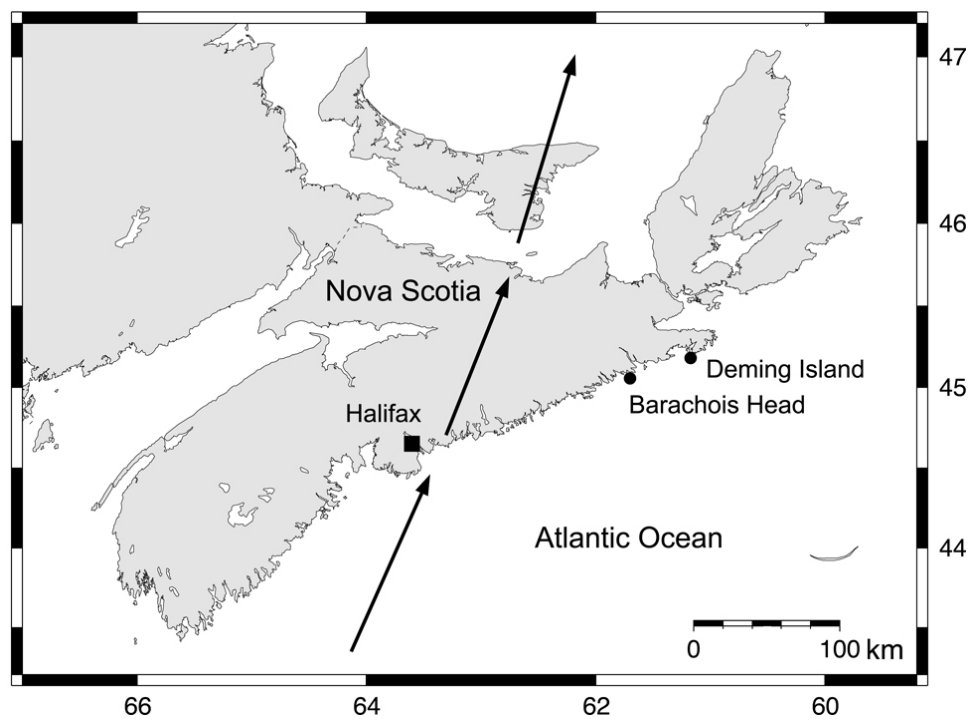 47
46
Nova Scotia
Deming Island
45
Barachois Head
Halifax
Atlantic Ocean
44
0 100 km
66 64 62 60